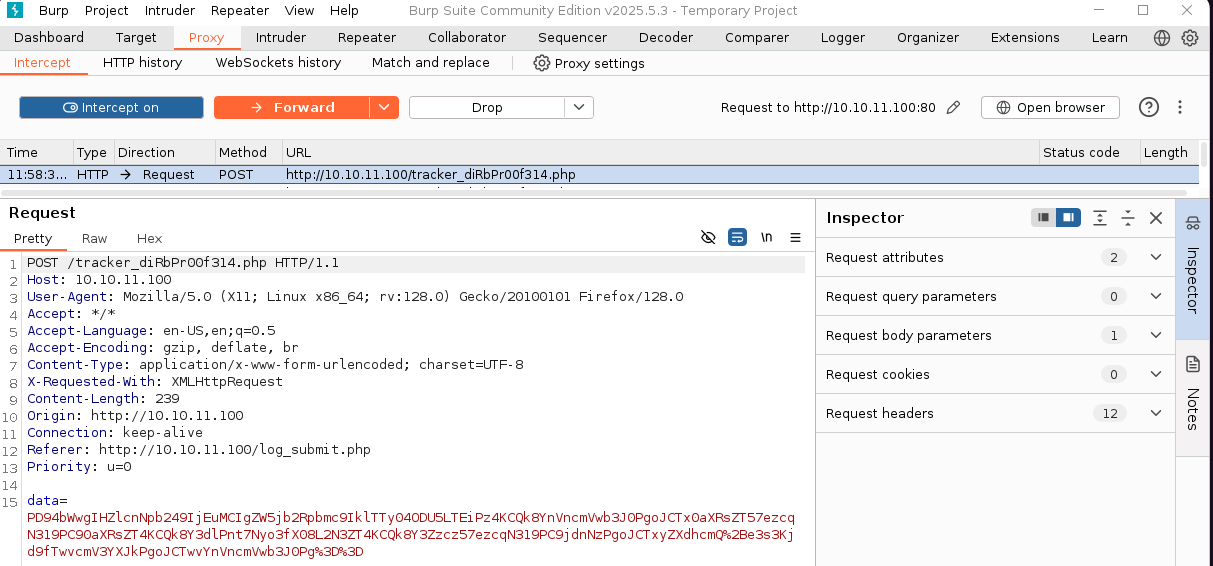 Burp Project Intruder Repeater View Help Burp Suite Community Edition v2025.5.3 - Temporary Project
Dashboard Target Proxy Intruder Repeater Collaborator Sequencer Decoder Comparer Logger Organizer Extensions Learn
Intercept HTTP history WebSockets history Match and replace Proxy settings
Intercept on Forward Drop Request to http://10.10.11.100:80 Open browser
Time Type Direction Method URL Status code Length
11:58:3... HTTP → Request POST http://10.10.11.100/tracker_diRbPr00f314.php
Request
Pretty Raw Hex
\n
1 POST /tracker_diRbPr00f314.php HTTP/1.1
2 Host: 10.10.11.100
3 User-Agent: Mozilla/5.0 (X11; Linux x86_64; rv:128.0) Gecko/20100101 Firefox/128.0
4 Accept: */*
5 Accept-Language: en-US,en;q=0.5
6 Accept-Encoding: gzip, deflate, br
7 Content-Type: application/x-www-form-urlencoded; charset=UTF-8
8 X-Requested-With: XMLHttpRequest
9 Content-Length: 239
10 Origin: http://10.10.11.100
11 Connection: keep-alive
12 Referer: http://10.10.11.100/log_submit.php
13 Priority: u=0
14
15 data=
PD94bWwgIHZlcnNpb249IjEuMCIgZW5jb2Rpbmc9IklTTy04ODU5LTEiPz4KCQk8YnVncmVwb3J0PgoJCTx0aXRsZT57ezcq
N319PC90aXRsZT4KCQk8Y3dlPnt7Nyo3fX08L2N3ZT4KCQk8Y3Zzcz57ezcqN319PC9jdnNzPgoJCTxyZXdhcmQ%2Be3s3Kj
d9fTwvcmV3YXJkPgoJCTwvYnVncmVwb3J0Pg%3D%3D
Inspector
Request attributes 2
Request query parameters 0
Request body parameters 1
Request cookies 0
Request headers 12
Inspector
Notes